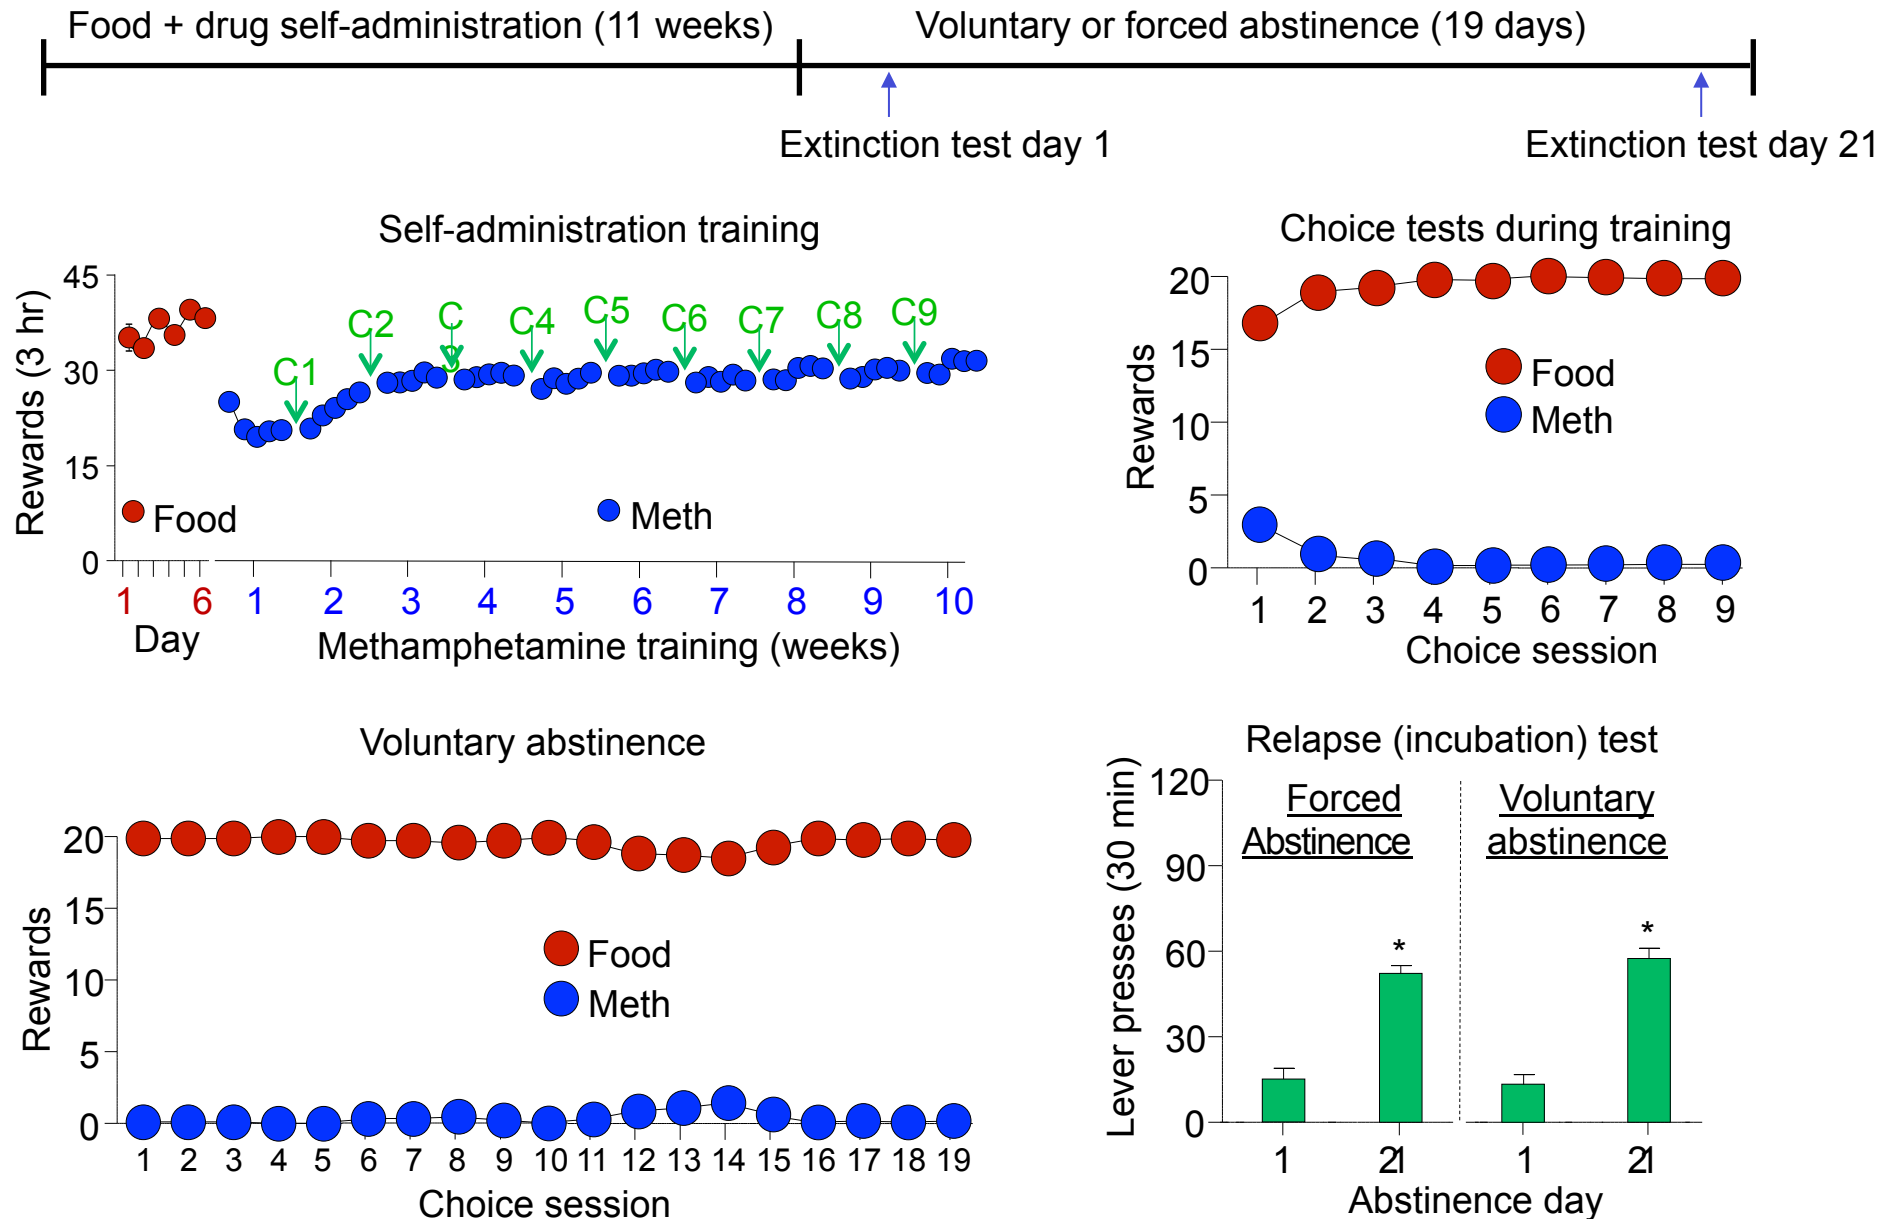 Food + drug self-administration (11 weeks)
Voluntary or forced abstinence (19 days)
Extinction test day 1
Extinction test day 21
Self-administration training
Rewards (3 hr)
45
30
15
0
C1
C2
C
3
C4
C5
C6
C7
C8
C9
Food
Meth
1 6
Day
1 2 3 4 5 6 7 8 9 10
Methamphetamine training (weeks)
Choice tests during training
Rewards
20
15
10
5
0
Food
Meth
1 2 3 4 5 6 7 8 9
Choice session
Voluntary abstinence
Rewards
20
15
10
5
0
Food
Meth
1 2 3 4 5 6 7 8 9 10 11 12 13 14 15 16 17 18 19
Choice session
Relapse (incubation) test
Lever presses (30 min)
120
90
60
30
0
Forced
Abstinence
Voluntary
abstinence
*
*
1 21 1 21
Abstinence day